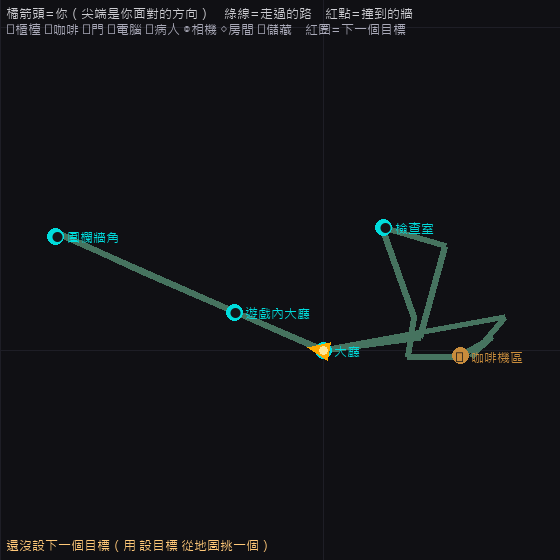 橘箭頭=你（尖端是你面對的方向） 綠線=走過的路 紅點=撞到的牆
櫃檯 咖啡 門 電腦 病人 相機 房間 儲藏 紅圈=下一個目標
檢查室
圍欄牆角
遊戲內大廳
大廳
咖啡機區
還沒設下一個目標（用 設目標 從地圖挑一個）